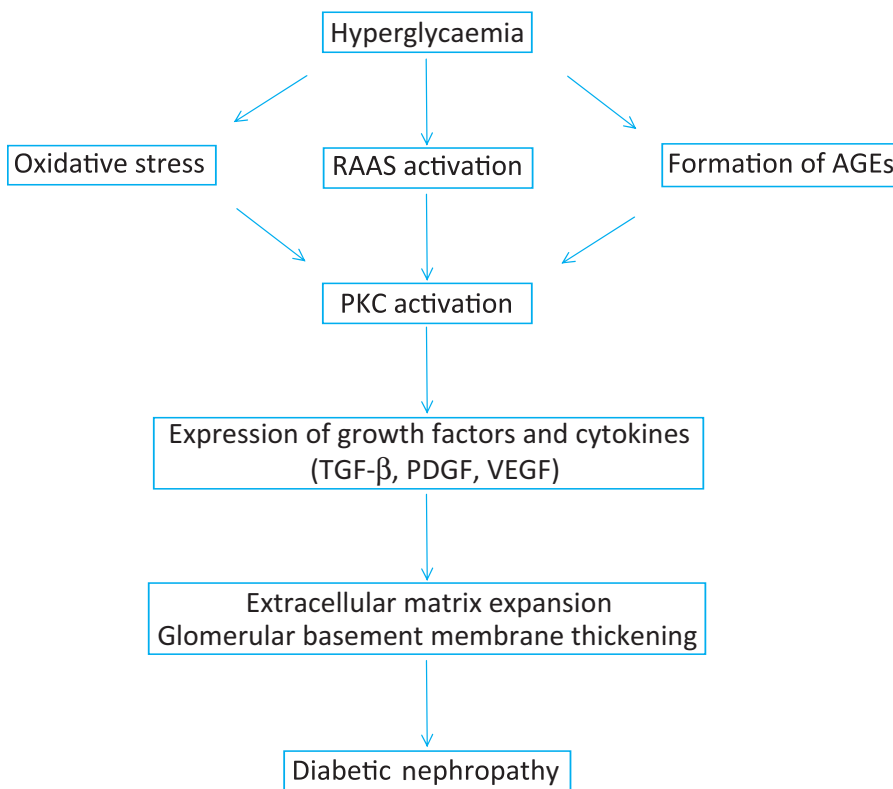 Hyperglycaemia
Oxidative stress
RAAS activation
Formation of AGEs
PKC activation
Expression of growth factors and cytokines
(TGF-β, PDGF, VEGF)
Extracellular matrix expansion
Glomerular basement membrane thickening
Diabetic nephropathy